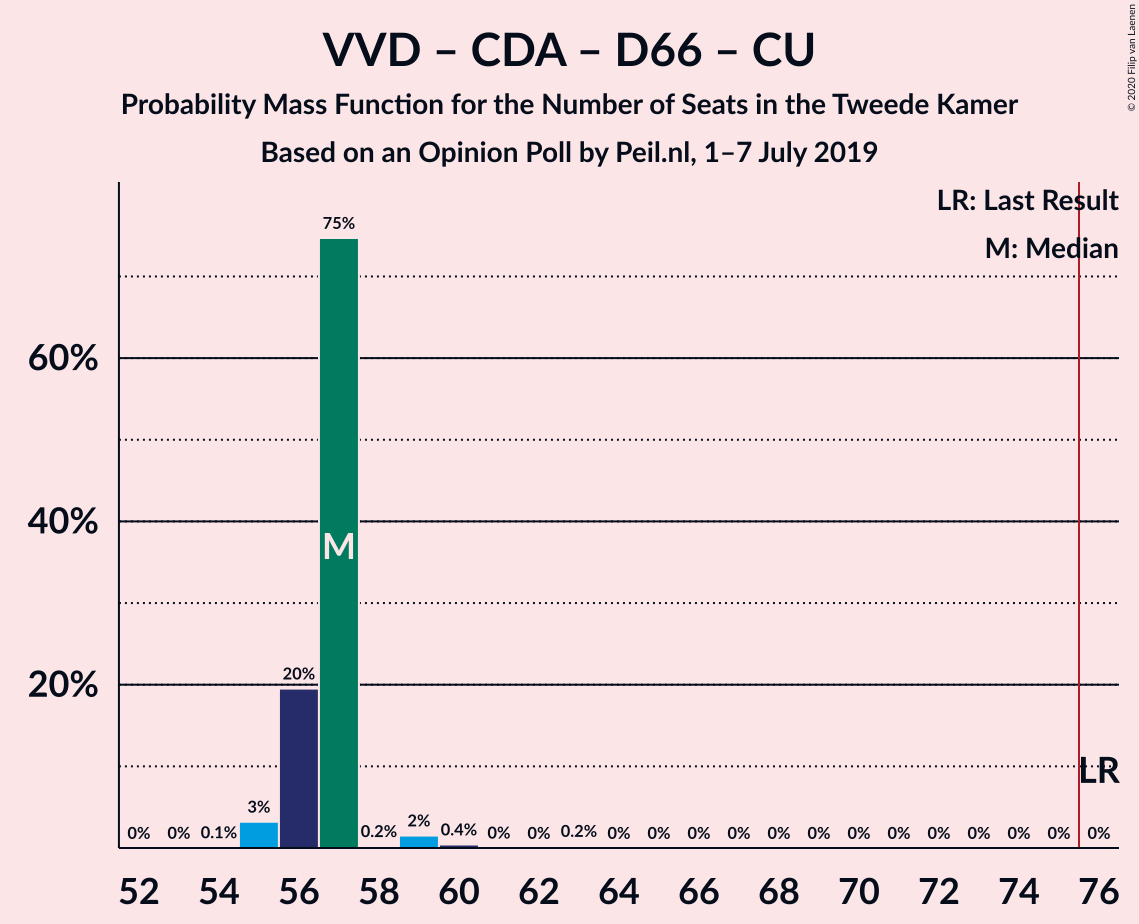 VVD – CDA – D66 – CU
Probability Mass Function for the Number of Seats in the Tweede Kamer
Based on an Opinion Poll by Peil.nl, 1–7 July 2019
© 2020 Filip van Laenen
LR: Last Result
M: Median
75%
60%
40%
M
20%
20%
LR
3%
2%
0% 0% 0.1% 0.2% 0.4% 0% 0% 0.2% 0% 0% 0% 0% 0% 0% 0% 0% 0% 0% 0% 0% 0%
52 54 56 58 60 62 64 66 68 70 72 74 76